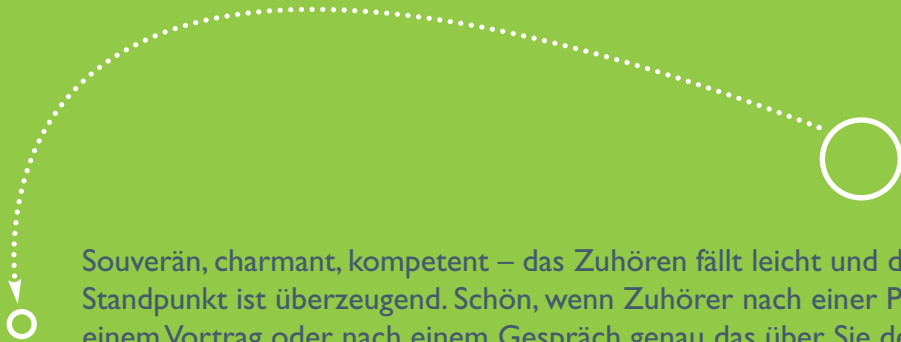 Souverän, charmant, kompetent – das Zuhören fällt leicht und
Standpunkt ist überzeugend. Schön, wenn Zuhörer nach einer
einem Vortrag oder nach einem Gespräch genau das über Sie